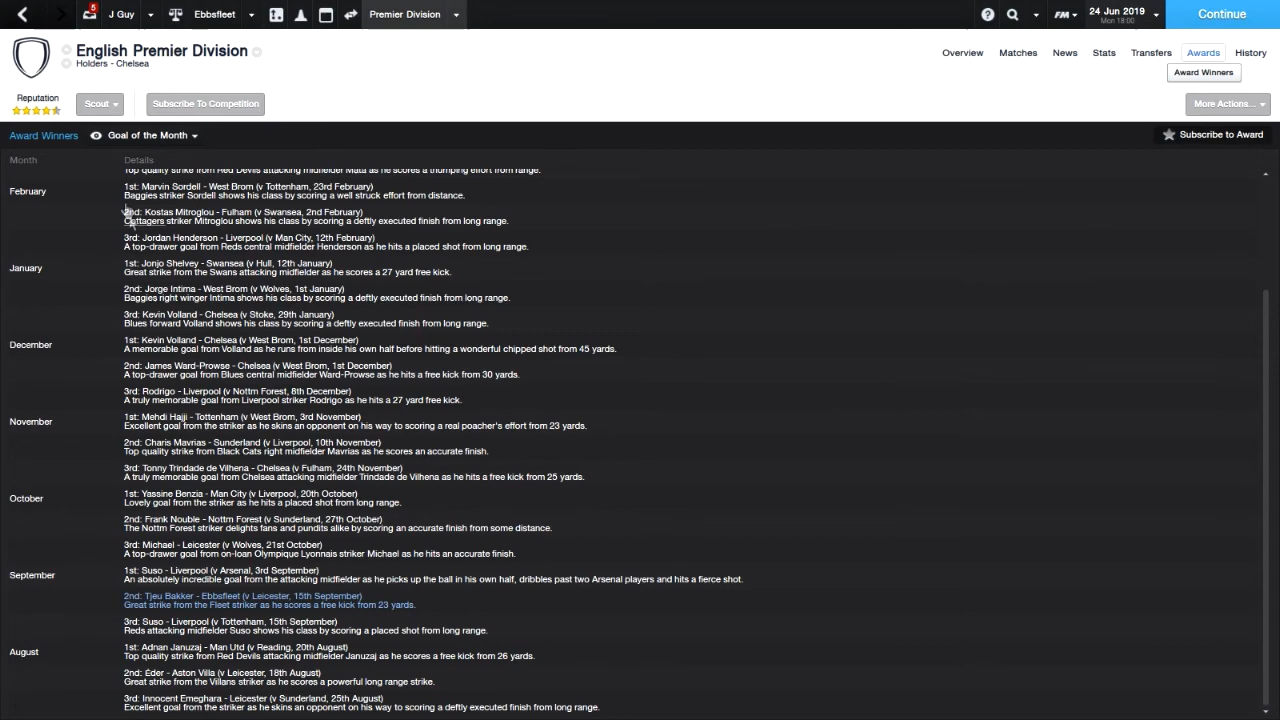 5
J Guy
Ebbsfleet
Premier Division
FM
24 Jun 2019
Mon 18:00
Continue
English Premier Division
Holders - Chelsea
Overview
Matches
News
Stats
Transfers
Awards
History
Award Winners
Reputation
Scout
Subscribe To Competition
More Actions...
Award Winners
Goal of the Month
Subscribe to Award
Month
Details
Top quality strike from Red Devils attacking midfielder Mata as he scores a thumping effort from range.
February
1st: Marvin Sordell - West Brom (v Tottenham, 23rd February)
Baggies striker Sordell shows his class by scoring a well struck effort from distance.
2nd: Kostas Mitroglou - Fulham (v Swansea, 2nd February)
Cottagers striker Mitroglou shows his class by scoring a deftly executed finish from long range.
3rd: Jordan Henderson - Liverpool (v Man City, 12th February)
A top-drawer goal from Reds central midfielder Henderson as he hits a placed shot from long range.
January
1st: Jonjo Shelvey - Swansea (v Hull, 12th January)
Great strike from the Swans attacking midfielder as he scores a 27 yard free kick.
2nd: Jorge Intima - West Brom (v Wolves, 1st January)
Baggies right winger Intima shows his class by scoring a deftly executed finish from long range.
3rd: Kevin Volland - Chelsea (v Stoke, 29th January)
Blues forward Volland shows his class by scoring a deftly executed finish from long range.
December
1st: Kevin Volland - Chelsea (v West Brom, 1st December)
A memorable goal from Volland as he runs from inside his own half before hitting a wonderful chipped shot from 45 yards.
2nd: James Ward-Prowse - Chelsea (v West Brom, 1st December)
A top-drawer goal from Blues central midfielder Ward-Prowse as he hits a free kick from 30 yards.
3rd: Rodrigo - Liverpool (v Nottm Forest, 8th December)
A truly memorable goal from Liverpool striker Rodrigo as he hits a 27 yard free kick.
November
1st: Mehdi Hajji - Tottenham (v West Brom, 3rd November)
Excellent goal from the striker as he skins an opponent on his way to scoring a real poacher's effort from 23 yards.
2nd: Charis Mavrias - Sunderland (v Liverpool, 10th November)
Top quality strike from Black Cats right midfielder Mavrias as he scores an accurate finish.
3rd: Tonny Trindade de Vilhena - Chelsea (v Fulham, 24th November)
A truly memorable goal from Chelsea attacking midfielder Trindade de Vilhena as he hits a free kick from 25 yards.
October
1st: Yassine Benzia - Man City (v Liverpool, 20th October)
Lovely goal from the striker as he hits a placed shot from long range.
2nd: Frank Nouble - Nottm Forest (v Sunderland, 27th October)
The Nottm Forest striker delights fans and pundits alike by scoring an accurate finish from some distance.
3rd: Michael - Leicester (v Wolves, 21st October)
A top-drawer goal from on-loan Olympique Lyonnais striker Michael as he hits an accurate finish.
September
1st: Suso - Liverpool (v Arsenal, 3rd September)
An absolutely incredible goal from the attacking midfielder as he picks up the ball in his own half, dribbles past two Arsenal players and hits a fierce shot.
2nd: Tjeu Bakker - Ebbsfleet (v Leicester, 15th September)
Great strike from the Fleet striker as he scores a free kick from 23 yards.
3rd: Suso - Liverpool (v Tottenham, 15th September)
Reds attacking midfielder Suso shows his class by scoring a placed shot from long range.
August
1st: Adnan Januzaj - Man Utd (v Reading, 20th August)
Top quality strike from Red Devils attacking midfielder Januzaj as he scores a free kick from 26 yards.
2nd: Éder - Aston Villa (v Leicester, 18th August)
Great strike from the Villans striker as he scores a powerful long range strike.
3rd: Innocent Emeghara - Leicester (v Sunderland, 25th August)
Excellent goal from the striker as he skins an opponent on his way to scoring a deftly executed finish from long range.